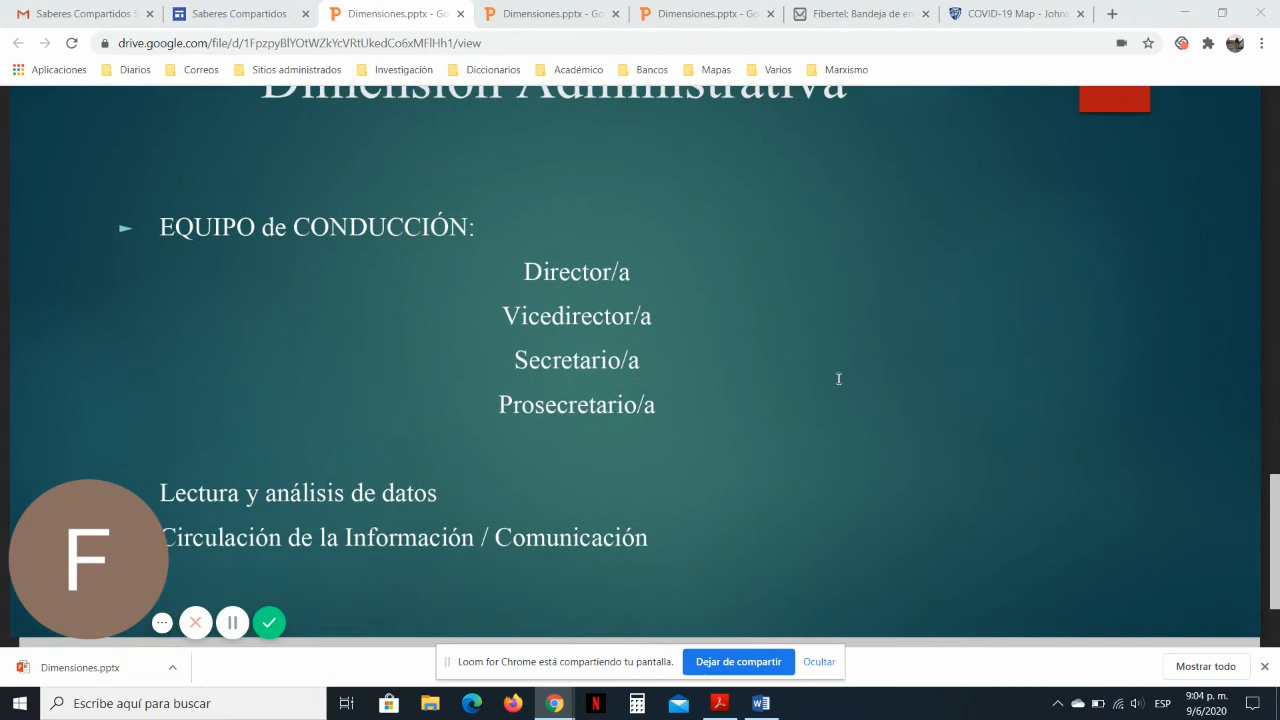 Saberes Compartidos S
Saberes Compartidos
Dimensiones.pptx - Go
Dimensiones.pptx - Go
Dimensiones.pptx - Go
Fibertel: Bandeja de en
COVID-19 Map - Johns
drive.google.com/file/d/1FpzpyBlYOtWZkYcVRtUkedCo6xMFlHh1/view
Aplicaciones
Diarios
Correos
Sitios administrados
Investigación
Diccionarios
Académico
Bancos
Mapas
Varios
Marxismo
Dimensión Administrativa
EQUIPO de CONDUCCIÓN:
Director/a
Vicedirector/a
Secretario/a
Prosecretario/a
Lectura y análisis de datos
Circulación de la Información / Comunicación
F
Loom for Chrome está compartiendo tu pantalla.
Dejar de compartir
Ocultar
Dimensiones.pptx
Mostrar todo
Escribe aquí para buscar
ESP
9:04 p. m.
9/6/2020